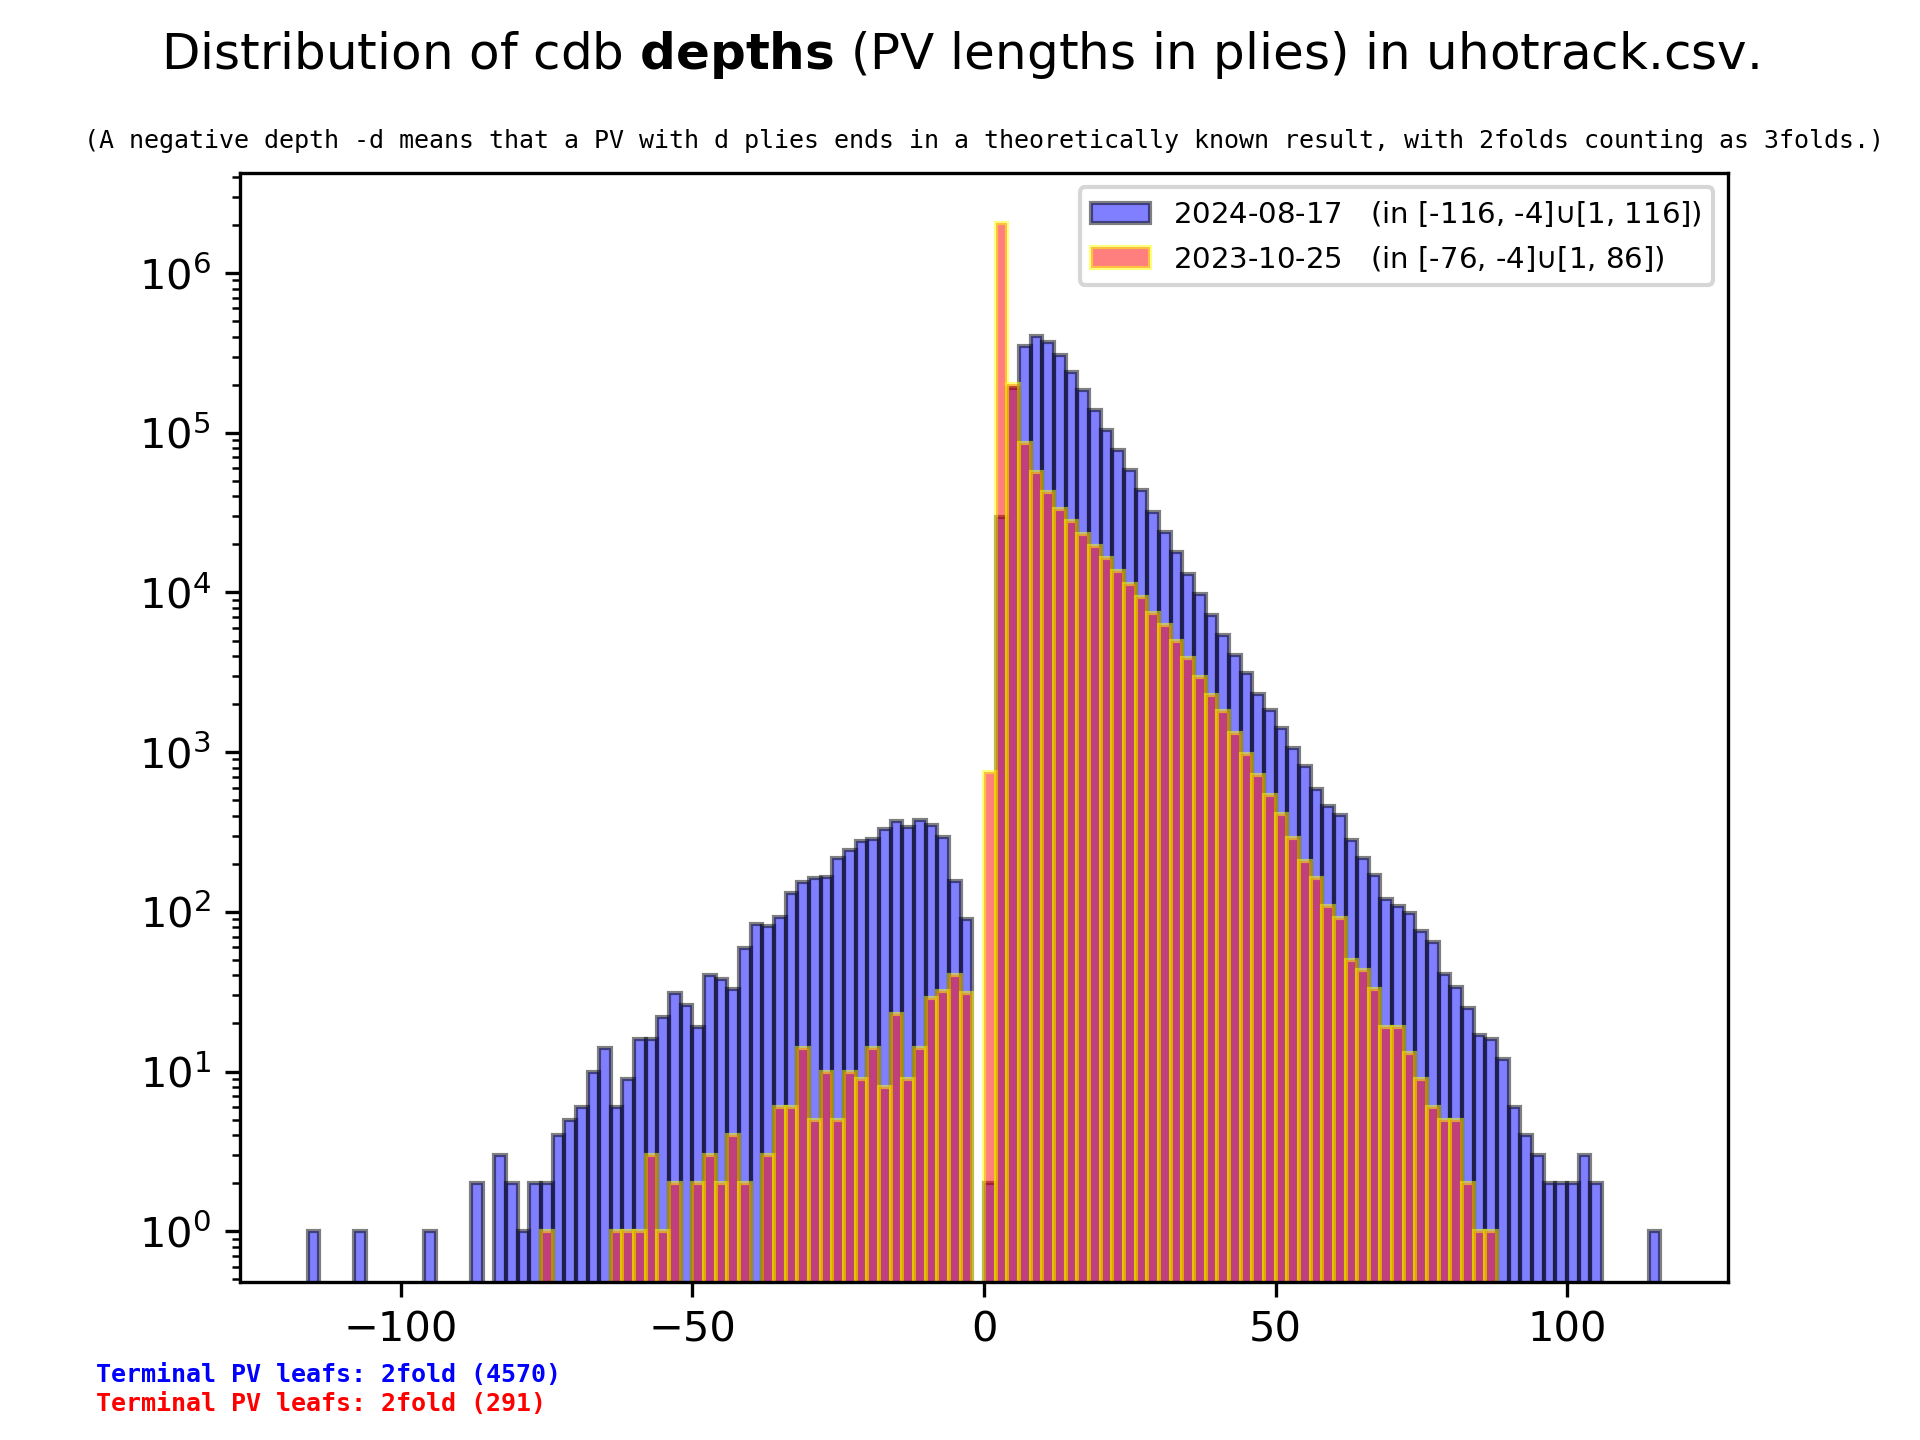 Distribution of cdb depths (PV lengths in plies) in uhotrack.csv.
(A negative depth -d means that a PV with d plies ends in a theoretically known result, with 2folds counting as 3folds.)
2024-08-17 (in [-116, -4]∪[1, 116])
2023-10-25 (in [-76, -4]∪[1, 86])
10⁶
10⁵
10⁴
10³
10²
10¹
10⁰
−100 −50 0 50 100
Terminal PV leafs: 2fold (4570)
Terminal PV leafs: 2fold (291)